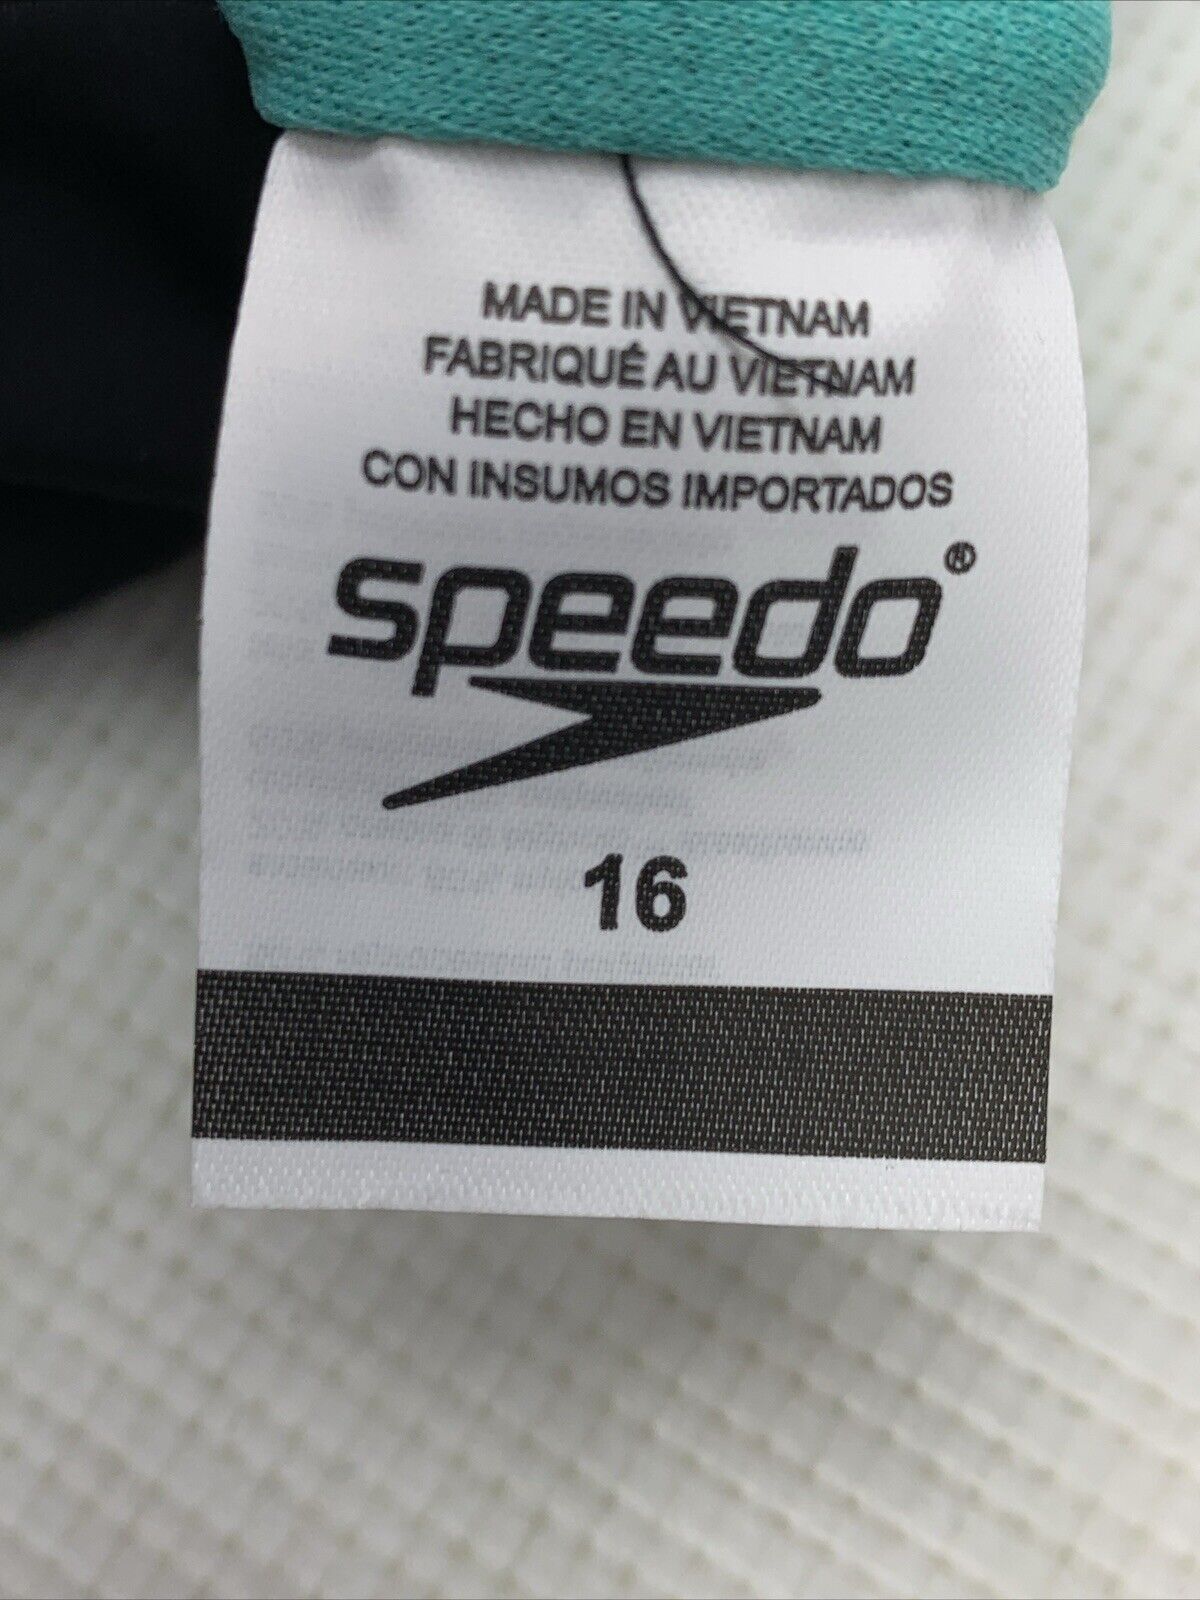 MADE IN VIETNAM
FABRIQUÉ AU VIETNAM
HECHO EN VIETNAM
CON INSUMOS IMPORTADOS
speedo®
16